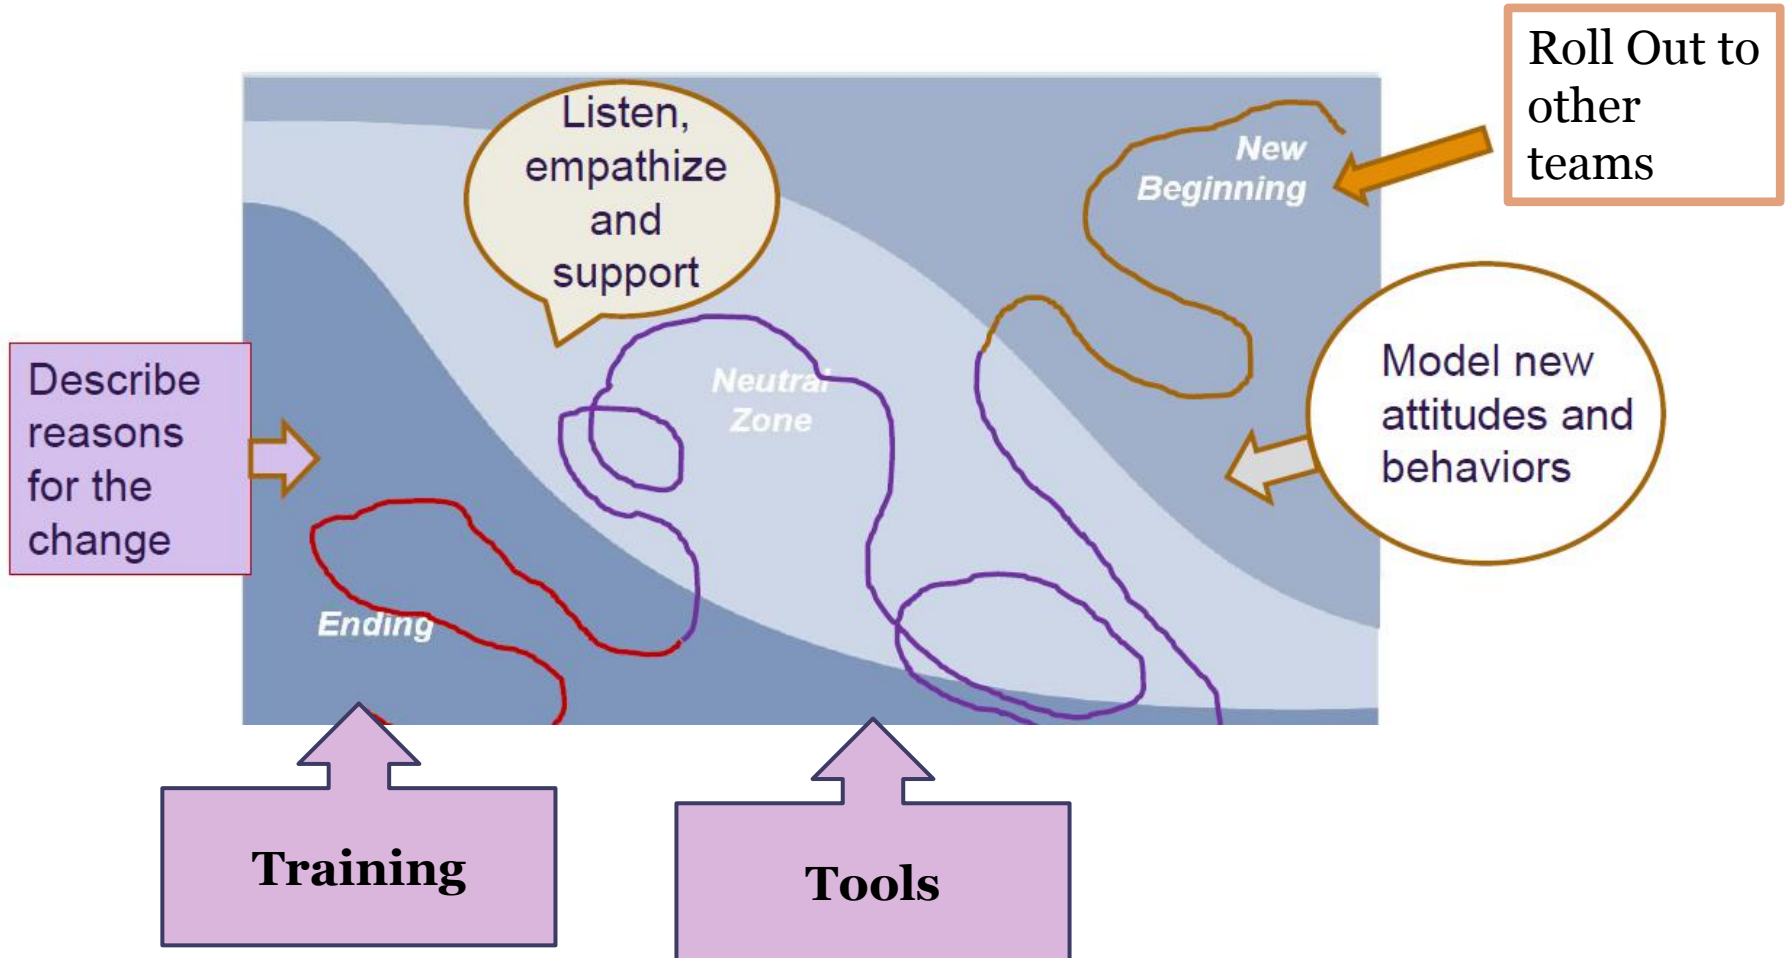 Roll Out to
other
teams
Listen,
empathize
and
support
New
Beginning
Describe
reasons
for the
change
Neutral
Zone
Model new
attitudes and
behaviors
Ending
Training
Tools